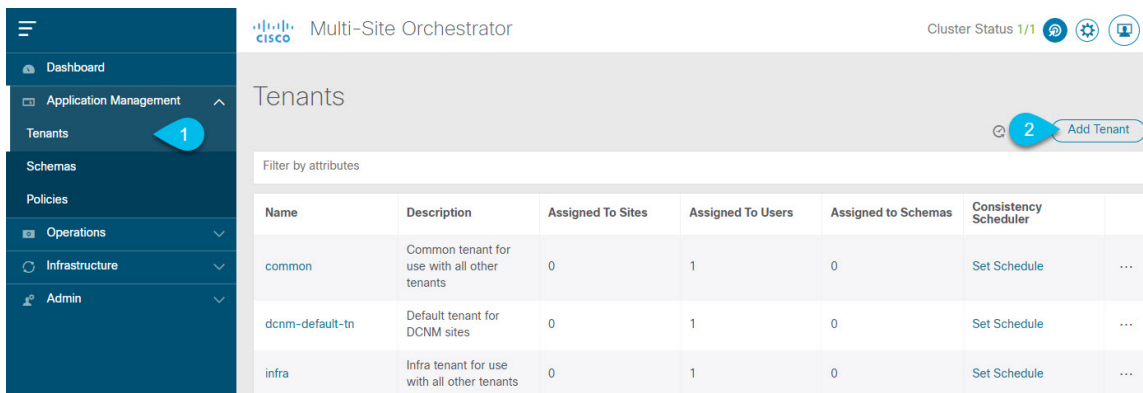 cisco
Multi-Site Orchestrator
Cluster Status 1/1
Dashboard
Application Management
Tenants
1
Schemas
Policies
Operations
Infrastructure
Admin
Tenants
2
Add Tenant
Filter by attributes
Name
Description
Assigned To Sites
Assigned To Users
Assigned to Schemas
Consistency
Scheduler
common
Common tenant for
use with all other
tenants
0
1
0
Set Schedule
...
dcnm-default-tn
Default tenant for
DCNM sites
0
1
0
Set Schedule
...
infra
Infra tenant for use
with all other tenants
0
1
0
Set Schedule
...